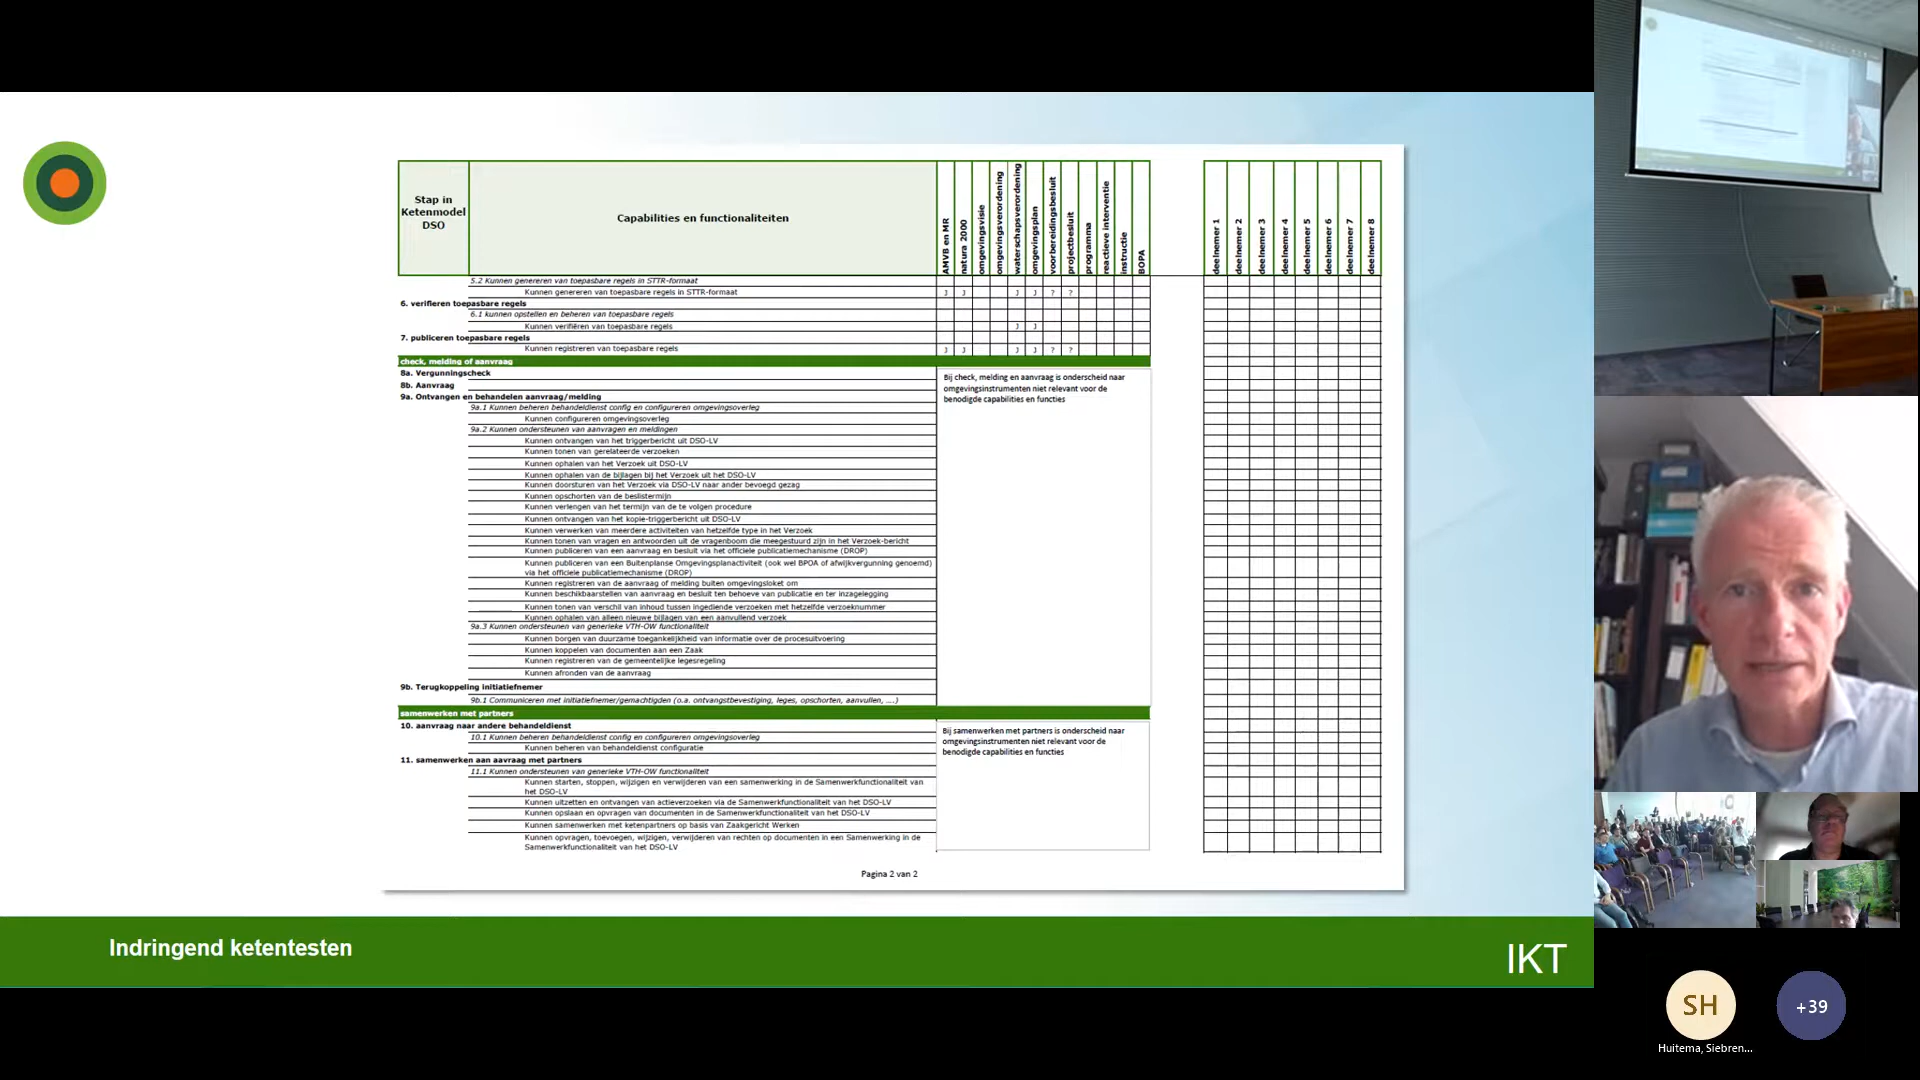 Stap in
Ketenmodel
DSO
Capabilities en functionaliteiten
AMVB en MR
natura 2000
omgevingsvisie
omgevingsverordening
waterschapsverordening
omgevingsplan
voorbereidingsbesluit
projectbesluit
programma
reactieve interventie
instructie
BOPA
deelnemer 1
deelnemer 2
deelnemer 3
deelnemer 4
deelnemer 5
deelnemer 6
deelnemer 7
deelnemer 8
5.2 Kunnen genereren van toepasbare regels in STTR-formaat
Kunnen genereren van toepasbare regels in STTR-formaat J J J J ? ?
6. verifieren toepasbare regels
6.1 kunnen opstellen en beheren van toepasbare regels
Kunnen verifiëren van toepasbare regels J J
7. publiceren toepasbare regels
Kunnen registreren van toepasbare regels J J J J ? ?
check, melding of aanvraag
8a. Vergunningscheck
8b. Aanvraag
9a. Ontvangen en behandelen aanvraag/melding
9a.1 Kunnen beheren behandeldienst config en configureren omgevingsoverleg
Kunnen configureren omgevingsoverleg
9a.2 Kunnen ondersteunen van aanvragen en meldingen
Kunnen ontvangen van het triggerbericht uit DSO-LV
Kunnen tonen van gerelateerde verzoeken
Kunnen ophalen van het Verzoek uit DSO-LV
Kunnen ophalen van de bijlagen bij het Verzoek uit het DSO-LV
Kunnen doorsturen van het Verzoek via DSO-LV naar ander bevoegd gezag
Kunnen opschorten van de beslistermijn
Kunnen verlengen van het termijn van de te volgen procedure
Kunnen ontvangen van het kopie-triggerbericht uit DSO-LV
Kunnen verwerken van meerdere activiteiten van hetzelfde type in het Verzoek
Kunnen tonen van vragen en antwoorden uit de vragenboom die meegestuurd zijn in het Verzoek-bericht
Kunnen publiceren van een aanvraag en besluit via het officiele publicatiemechanisme (DROP)
Kunnen publiceren van een Buitenplanse Omgevingsplanactiviteit (ook wel BPOA of afwijkvergunning genoemd)
via het officiele publicatiemechanisme (DROP)
Kunnen registreren van de aanvraag of melding buiten omgevingsloket om
Kunnen beschikbaarstellen van aanvraag en besluit ten behoeve van publicatie en ter inzagelegging
Kunnen tonen van verschil van inhoud tussen ingediende verzoeken met hetzelfde verzoeknummer
Kunnen ophalen van alleen nieuwe bijlagen van een aanvullend verzoek
9a.3 Kunnen ondersteunen van generieke VTH-OW functionaliteit
Kunnen borgen van duurzame toegankelijkheid van informatie over de procesuitvoering
Kunnen koppelen van documenten aan een Zaak
Kunnen registreren van de gemeentelijke legesregeling
Kunnen afronden van de aanvraag
9b. Terugkoppeling initiatiefnemer
9b.1 Communiceren met initiatiefnemer/gemachtigden (o.a. ontvangstbevestiging, leges, opschorten, aanvullen, ....)
Bij check, melding en aanvraag is onderscheid naar
omgevingsinstrumenten niet relevant voor de
benodigde capabilities en functies
samenwerken met partners
10. aanvraag naar andere behandeldienst
10.1 Kunnen beheren behandeldienst config en configureren omgevingsoverleg
Kunnen beheren van behandeldienst configuratie
11. samenwerken aan aavraag met partners
11.1 Kunnen ondersteunen van generieke VTH-OW functionaliteit
Kunnen starten, stoppen, wijzigen en verwijderen van een samenwerking in de Samenwerkfunctionaliteit van
het DSO-LV
Kunnen uitzetten en ontvangen van actieverzoeken via de Samenwerkfunctionaliteit van het DSO-LV
Kunnen opslaan en opvragen van documenten in de Samenwerkfunctionaliteit van het DSO-LV
Kunnen samenwerken met ketenpartners op basis van Zaakgericht Werken
Kunnen opvragen, toevoegen, wijzigen, verwijderen van rechten op documenten in een Samenwerking in de
Samenwerkfunctionaliteit van het DSO-LV
Bij samenwerken met partners is onderscheid naar
omgevingsinstrumenten niet relevant voor de
benodigde capabilities en functies
Pagina 2 van 2
Indringend ketentesten
IKT
SH
+39
Huitema, Siebren...